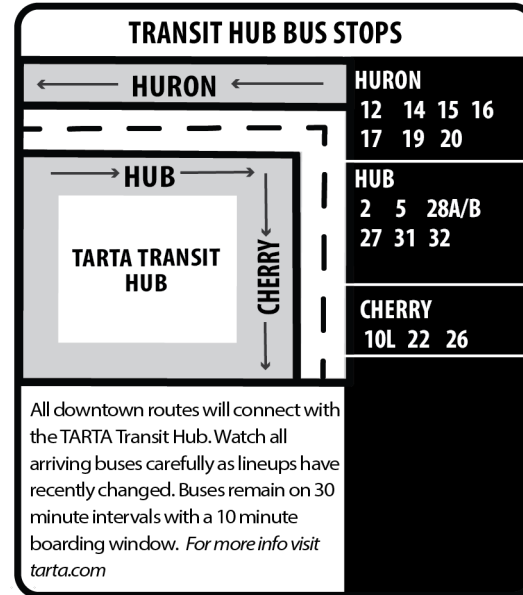 TRANSIT HUB BUS STOPS
HURON
HUB
CHERRY
TARTA TRANSIT
HUB
HURON
12 14 15 16
17 19 20
HUB
2 5 28A/B
27 31 32
CHERRY
10L 22 26
All downtown routes will connect with
the TARTA Transit Hub. Watch all
arriving buses carefully as lineups have
recently changed. Buses remain on 30
minute intervals with a 10 minute
boarding window. For more info visit
tarta.com